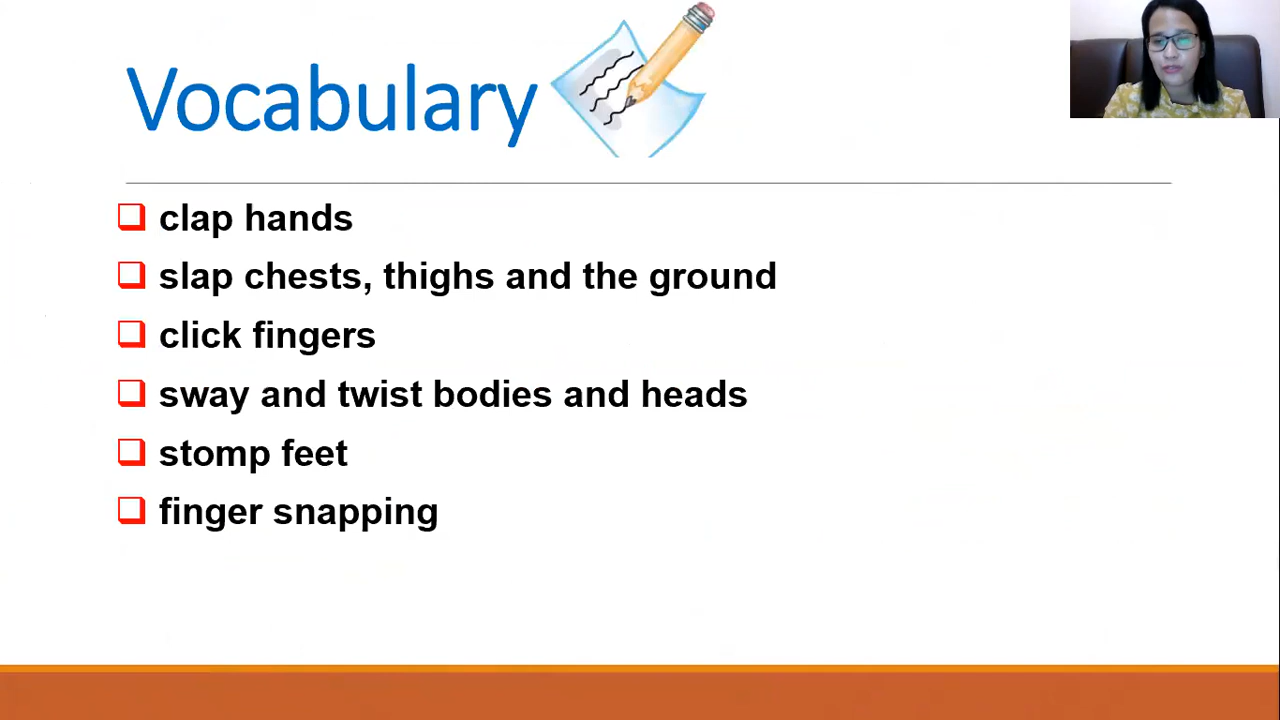 Vocabulary
clap hands
slap chests, thighs and the ground
click fingers
sway and twist bodies and heads
stomp feet
finger snapping